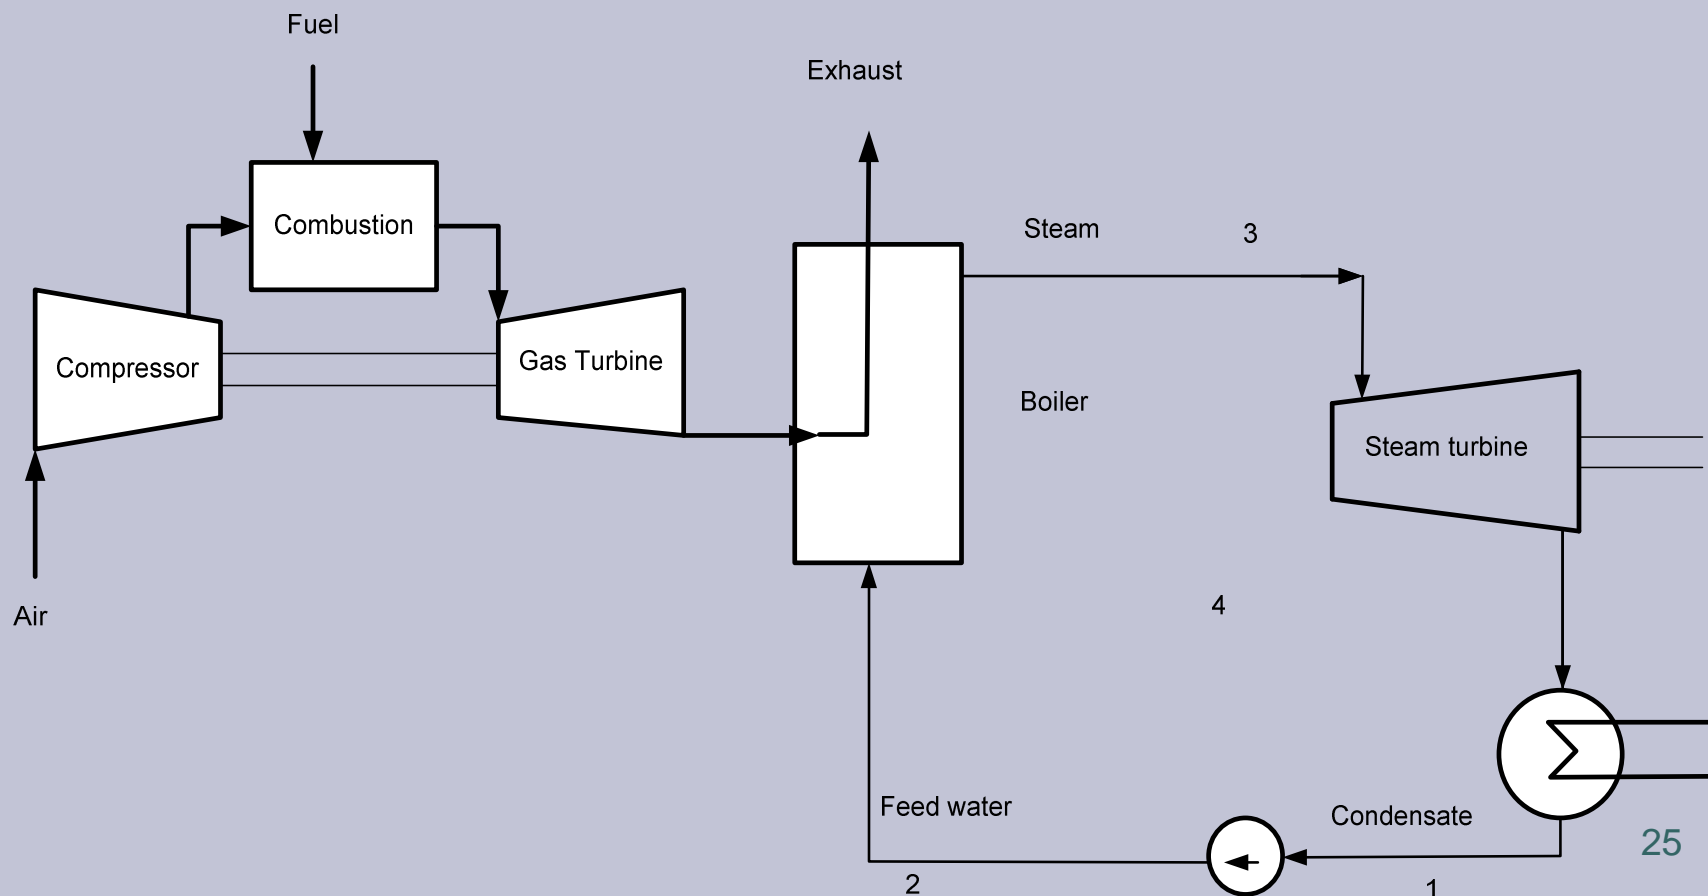 Fuel
Exhaust
Combustion
Steam
3
Compressor
Gas Turbine
Boiler
Steam turbine
Air
4
Feed water
Condensate
25
2
1